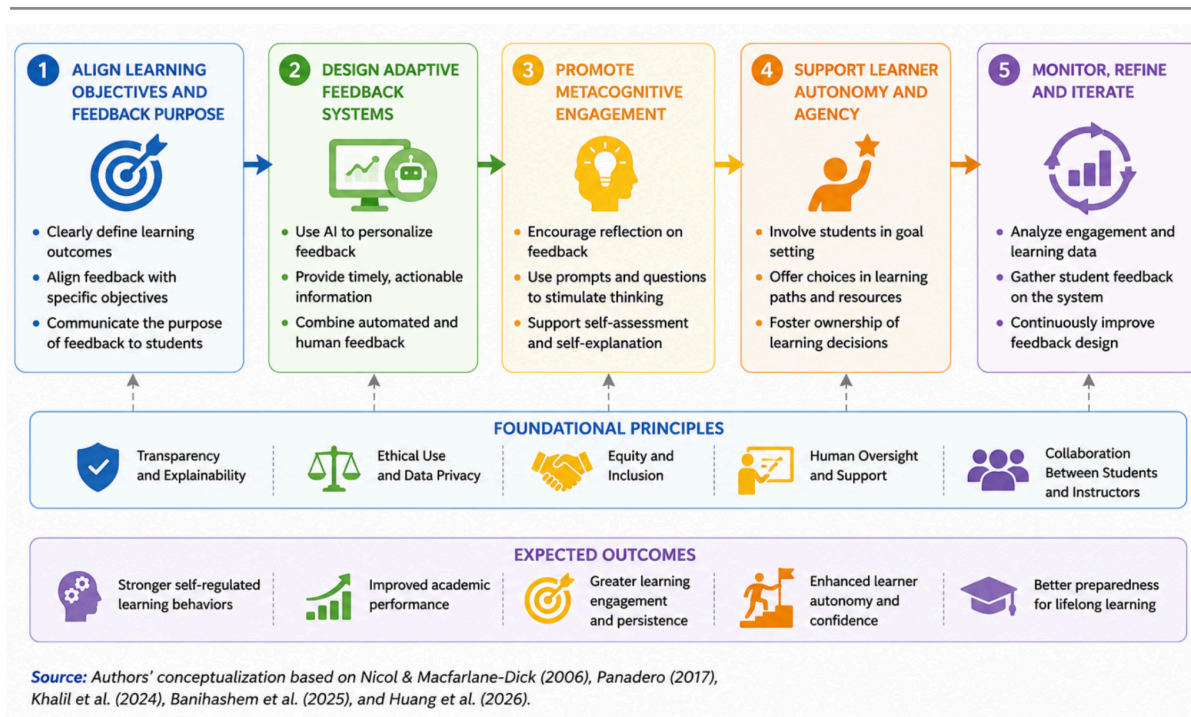 1
ALIGN LEARNING
OBJECTIVES AND
FEEDBACK PURPOSE
• Clearly define learning
outcomes
• Align feedback with
specific objectives
• Communicate the purpose
of feedback to students
2
DESIGN ADAPTIVE
FEEDBACK
SYSTEMS
• Use AI to personalize
feedback
• Provide timely, actionable
information
• Combine automated and
human feedback
3
PROMOTE
METACOGNITIVE
ENGAGEMENT
• Encourage reflection on
feedback
• Use prompts and questions
to stimulate thinking
• Support self-assessment
and self-explanation
4
SUPPORT LEARNER
AUTONOMY AND
AGENCY
• Involve students in goal
setting
• Offer choices in learning
paths and resources
• Foster ownership of
learning decisions
5
MONITOR, REFINE
AND ITERATE
• Analyze engagement and
learning data
• Gather student feedback
on the system
• Continuously improve
feedback design
FOUNDATIONAL PRINCIPLES
Transparency
and Explainability
Ethical Use
and Data Privacy
Equity and
Inclusion
Human Oversight
and Support
Collaboration
Between Students
and Instructors
EXPECTED OUTCOMES
Stronger self-regulated
learning behaviors
Improved academic
performance
Greater learning
engagement
and persistence
Enhanced learner
autonomy and
confidence
Better preparedness
for lifelong learning
Source: Authors’ conceptualization based on Nicol & Macfarlane-Dick (2006), Panadero (2017),
Khalil et al. (2024), Banihashem et al. (2025), and Huang et al. (2026).